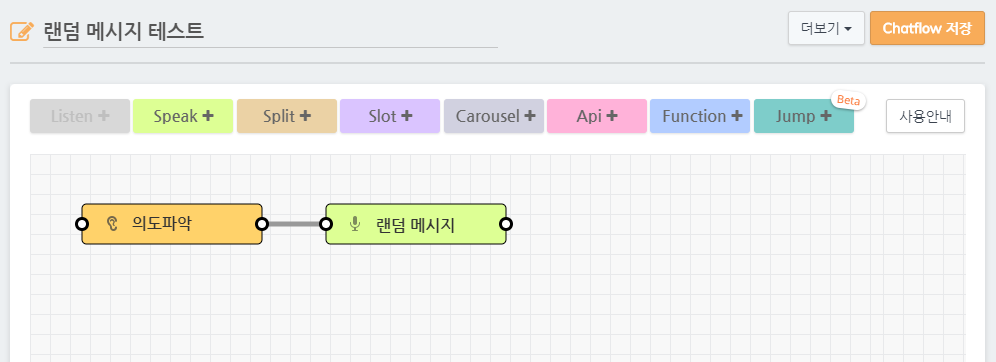 랜덤 메시지 테스트
더보기
Chatflow 저장
Listen +
Speak +
Split +
Slot +
Carousel +
Api +
Function +
Jump +
Beta
사용안내
의도파악
랜덤 메시지